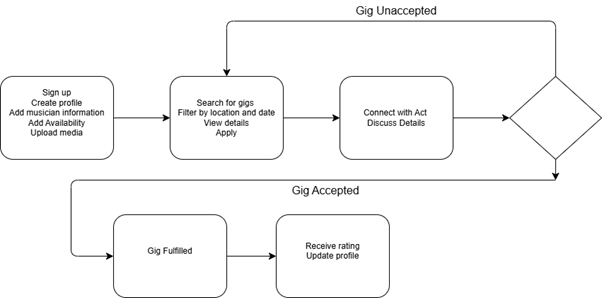 Gig Unaccepted
Sign up
Create profile
Add musician information
Add Availability
Upload media
Search for gigs
Filter by location and date
View details
Apply
Connect with Act
Discuss Details
Gig Accepted
Gig Fulfilled
Receive rating
Update profile